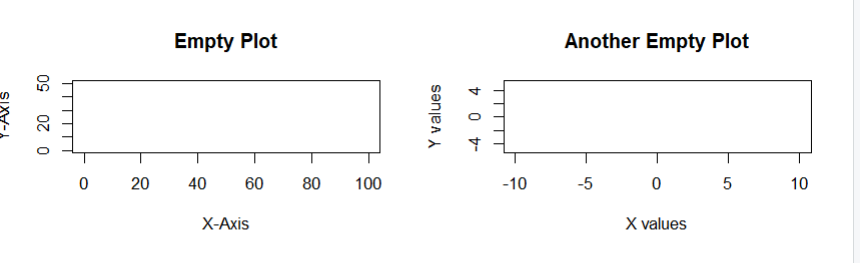 Empty Plot
Y-Axis
50
20
0
0 20 40 60 80 100
X-Axis
Another Empty Plot
Y values
4
0
-4
-10 -5 0 5 10
X values